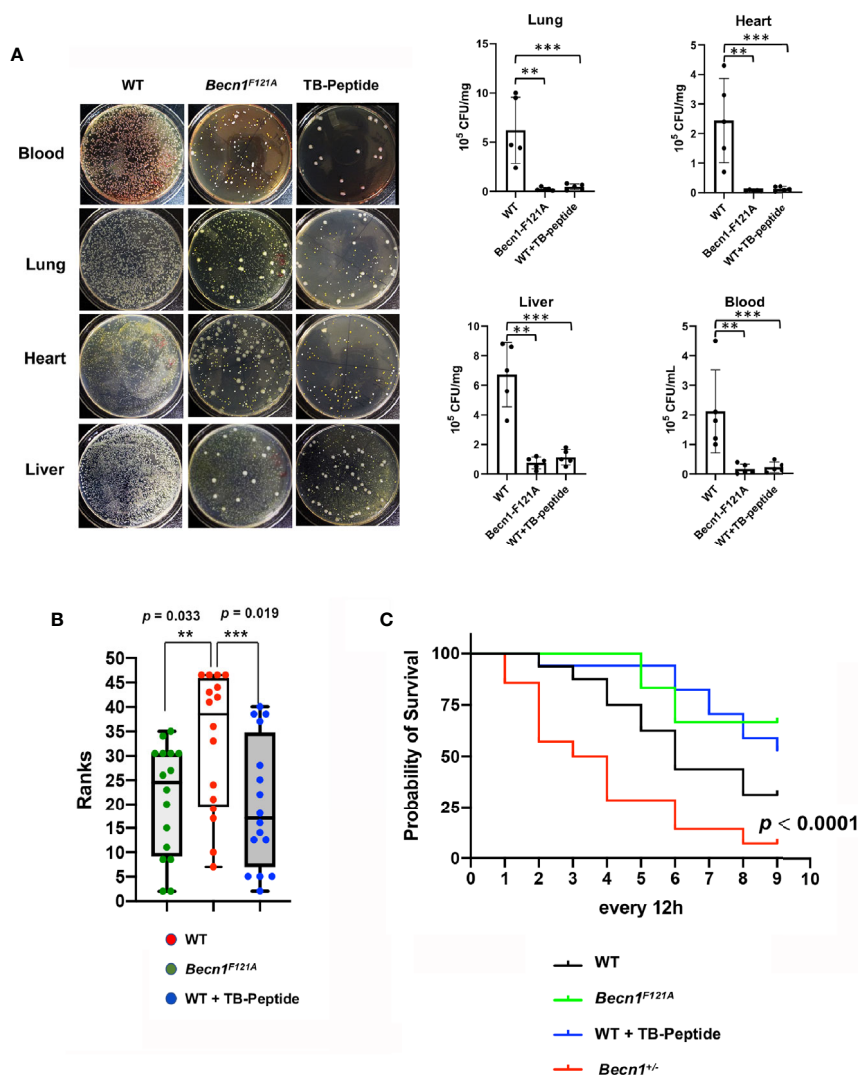 A
WT Becn1F121A TB-Peptide
Blood
Lung
Heart
Liver
Lung
15
10
5
0
10⁵ CFU/mg
***
**
WT
Becn1-F121A
WT+TB-peptide
Heart
5
4
3
2
1
0
10⁵ CFU/mg
***
**
WT
Becn1-F121A
WT+TB-peptide
Liver
10
8
6
4
2
0
10⁵ CFU/mg
***
**
WT
Becn1-F121A
WT+TB-peptide
Blood
5
4
3
2
1
0
10⁵ CFU/mL
***
**
WT
Becn1-F121A
WT+TB-peptide
B
p = 0.033 p = 0.019
** ***
50
45
40
35
30
25
20
15
10
5
0
Ranks
WT
Becn1F121A
WT + TB-Peptide
C
100
75
50
25
0
Probability of Survival
p < 0.0001
0 1 2 3 4 5 6 7 8 9 10
every 12h
WT
Becn1F121A
WT + TB-Peptide
Becn1+/-